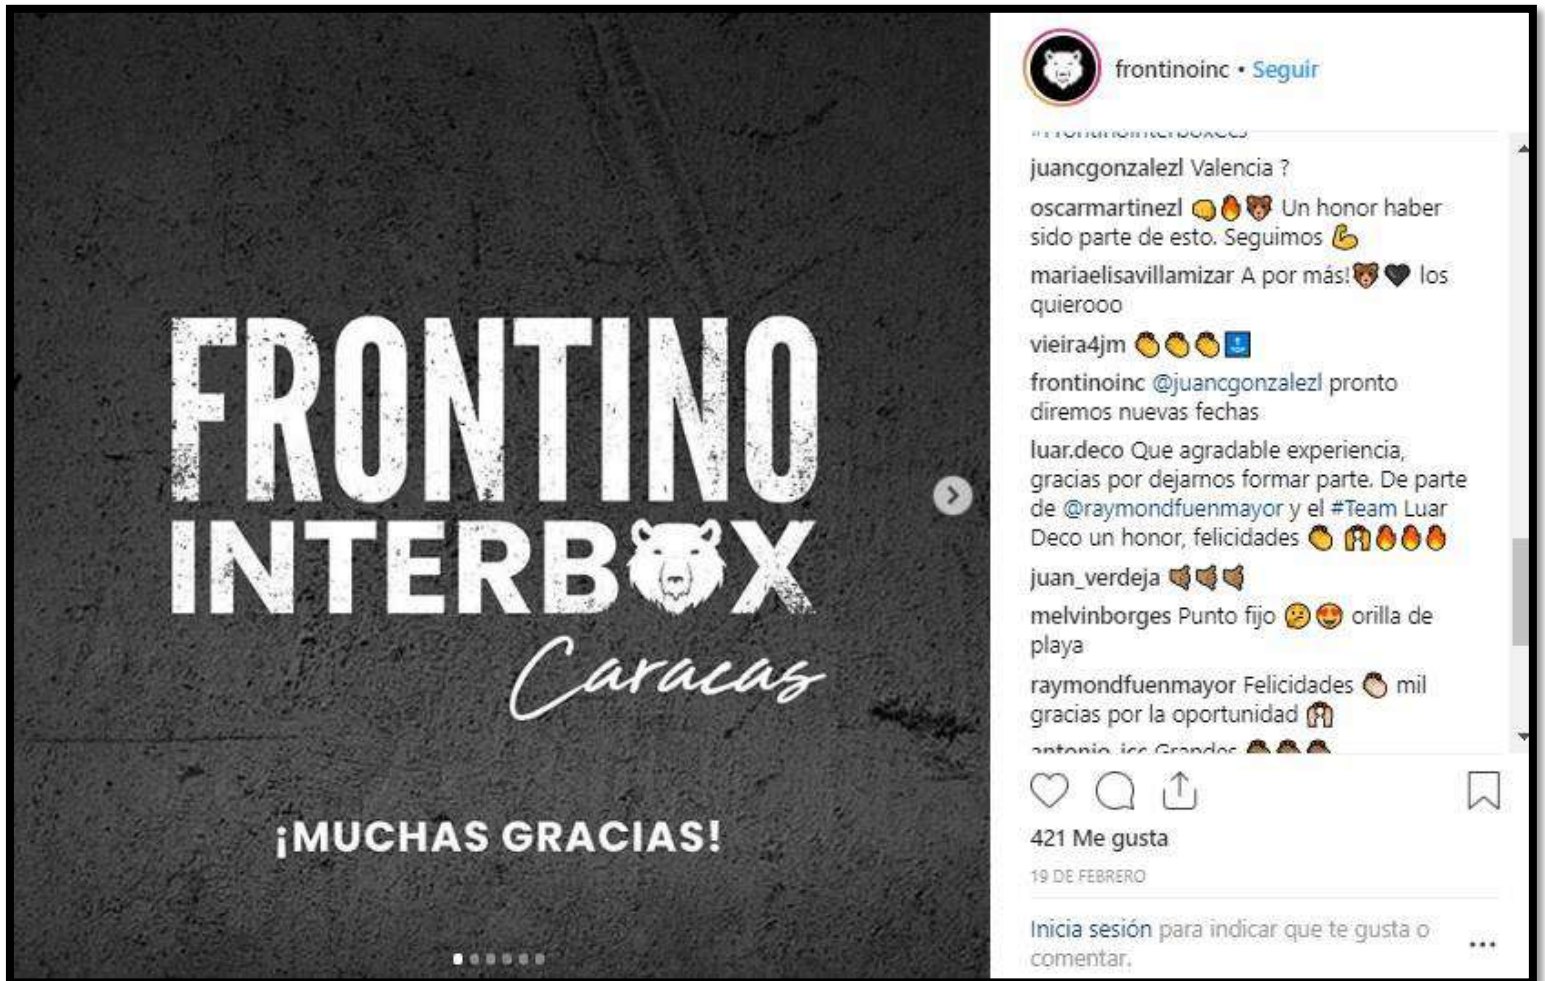 FRONTINO
INTERBOX
Caracas
¡MUCHAS GRACIAS!
frontinoinc • Seguir
#FrontinoInterboxCcs
juancgonzalezl Valencia ?
oscarmartinezl 👊🔥🐻 Un honor haber
sido parte de esto. Seguimos 💪
mariaelisavillamizar A por más!🐻🖤 los
quierooo
vieira4jm 👏👏👏🔝
frontinoinc @juancgonzalezl pronto
diremos nuevas fechas
luar.deco Que agradable experiencia,
gracias por dejarnos formar parte. De parte
de @raymondfuenmayor y el #Team Luar
Deco un honor, felicidades 👏 🙌🔥🔥🔥
juan_verdeja 🤙🏽🤙🏽🤙🏽
melvinborges Punto fijo 🫤😍 orilla de
playa
raymondfuenmayor Felicidades 👏🏻 mil
gracias por la oportunidad 🙌🏻
antonio_jcc Grandes 👏🏽👏🏽👏🏽
421 Me gusta
19 DE FEBRERO
Inicia sesión para indicar que te gusta o
comentar.